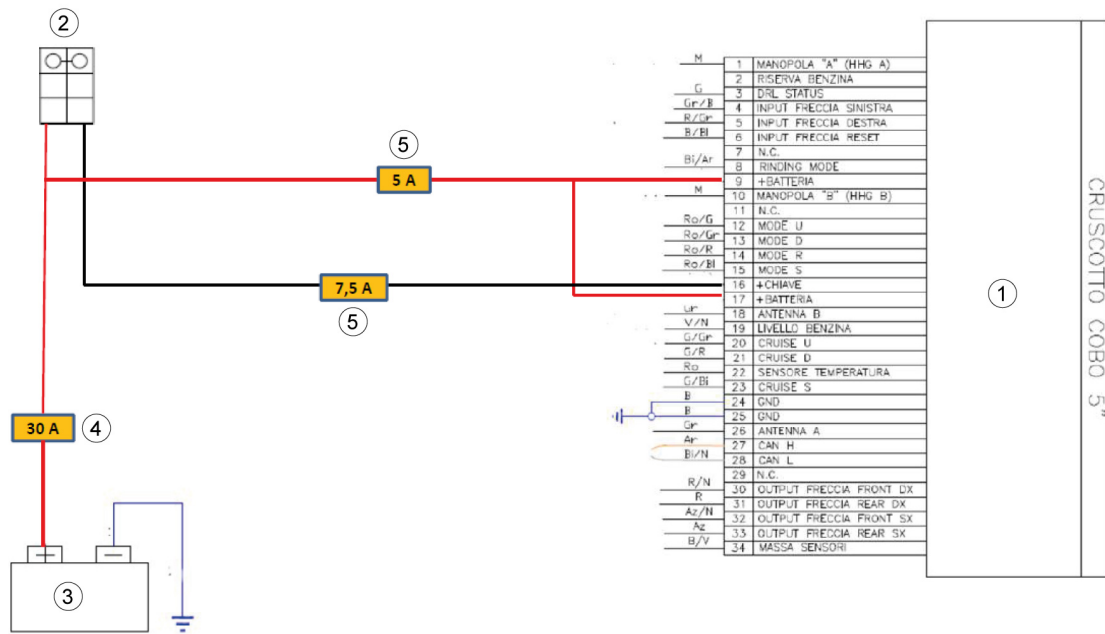 2
5
5 A
7,5 A
5
30 A
4
3
1
M 1 MANOPOLA "A" (HHG A)
2 RISERVA BENZINA
G 3 DRL STATUS
Gr/B 4 INPUT FRECCIA SINISTRA
R/Gr 5 INPUT FRECCIA DESTRA
B/Bl 6 INPUT FRECCIA RESET
7 N.C.
Bi/Ar 8 RINDING MODE
9 +BATTERIA
M 10 MANOPOLA "B" (HHG B)
11 N.C.
Ro/G 12 MODE U
Ro/Gr 13 MODE D
Ro/R 14 MODE R
Ro/Bl 15 MODE S
16 +CHIAVE
17 +BATTERIA
Gr 18 ANTENNA B
V/N 19 LIVELLO BENZINA
G/Gr 20 CRUISE U
G/R 21 CRUISE D
Ro 22 SENSORE TEMPERATURA
G/Bi 23 CRUISE S
B 24 GND
B 25 GND
Gr 26 ANTENNA A
Ar 27 CAN H
Bi/N 28 CAN L
29 N.C.
R/N 30 OUTPUT FRECCIA FRONT DX
R 31 OUTPUT FRECCIA REAR DX
Az/N 32 OUTPUT FRECCIA FRONT SX
Az 33 OUTPUT FRECCIA REAR SX
B/V 34 MASSA SENSORI
CRUSCOTTO COBO 5"